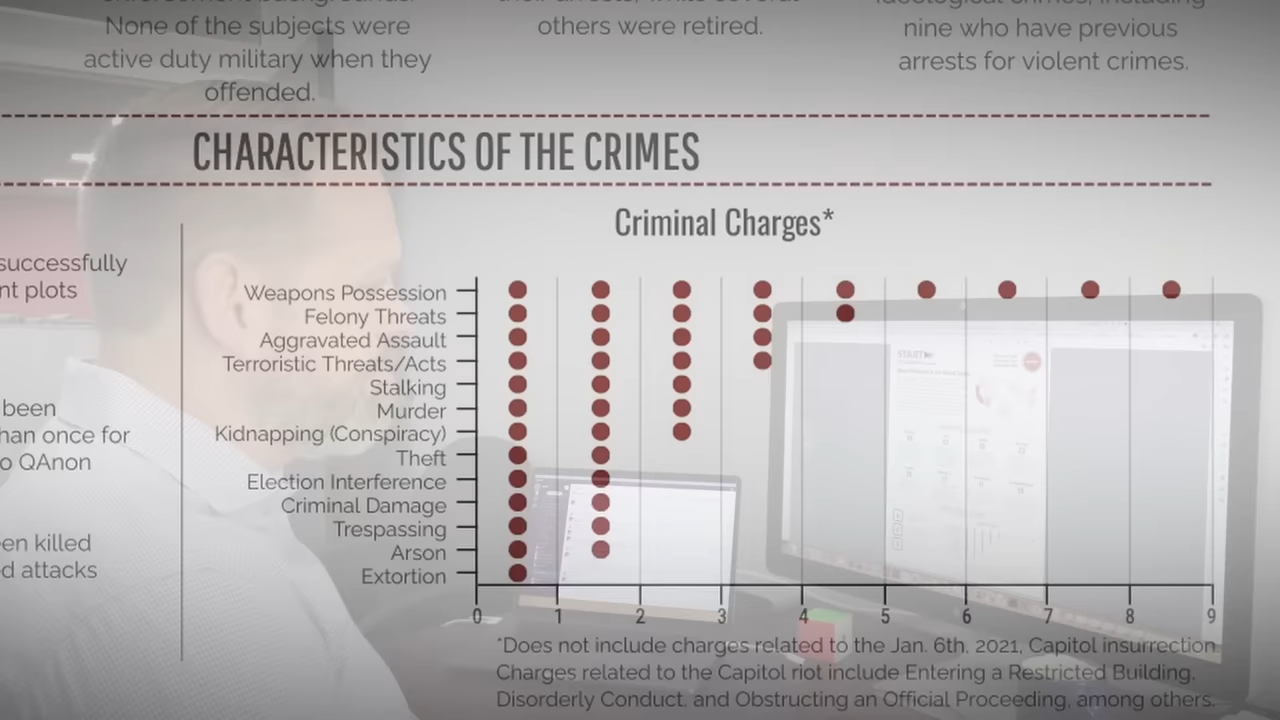 None of the subjects were
active duty military when they
offended.
others were retired.
nine who have previous
arrests for violent crimes.
CHARACTERISTICS OF THE CRIMES
successfully
nt plots
been
han once for
o QAnon
en killed
d attacks
Criminal Charges*
Weapons Possession
Felony Threats
Aggravated Assault
Terroristic Threats/Acts
Stalking
Murder
Kidnapping (Conspiracy)
Theft
Election Interference
Criminal Damage
Trespassing
Arson
Extortion
0 1 2 3 4 5 6 7 8 9
*Does not include charges related to the Jan. 6th, 2021, Capitol insurrection
Charges related to the Capitol riot include Entering a Restricted Building,
Disorderly Conduct, and Obstructing an Official Proceeding, among others.
START